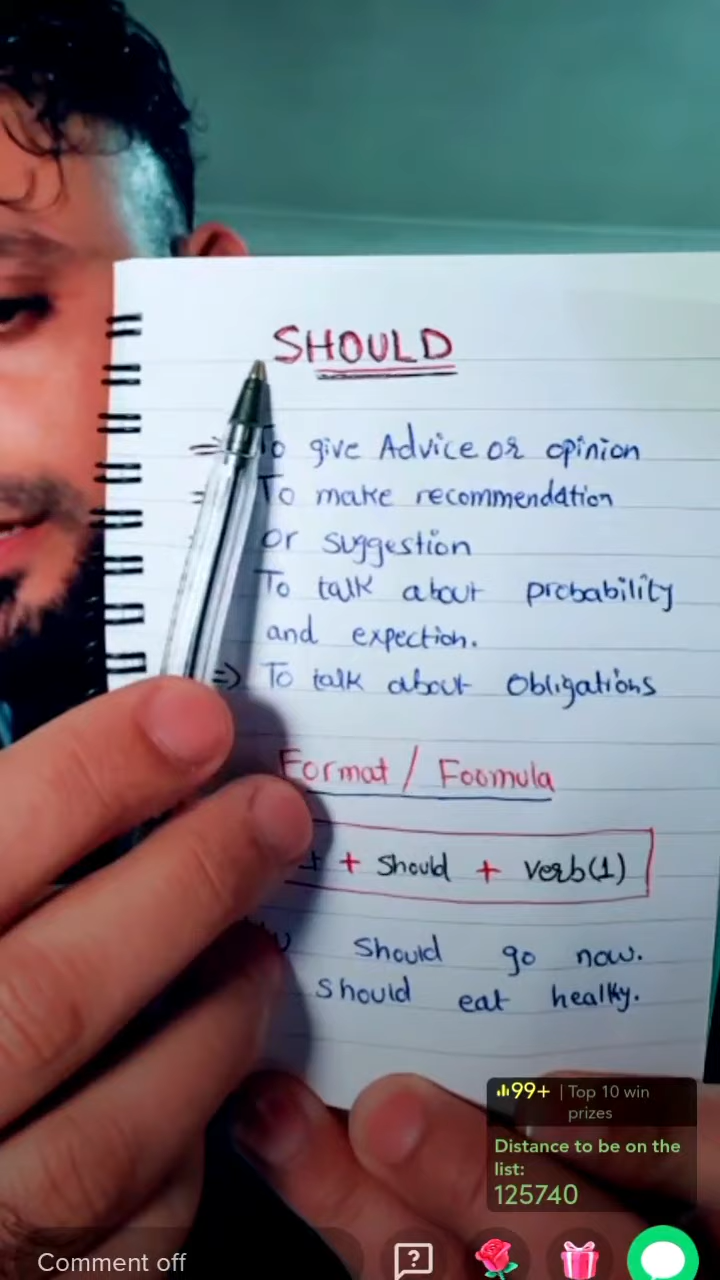 SHOULD
=> To give Advice or opinion
To make recommendation
or suggestion
To talk about probability
and expection.
=> To talk about Obligations
Format / Foomula
+ Should + Verb(1)
Should go now.
Should eat healky.
99+ | Top 10 win
prizes
Distance to be on the
list:
125740
Comment off